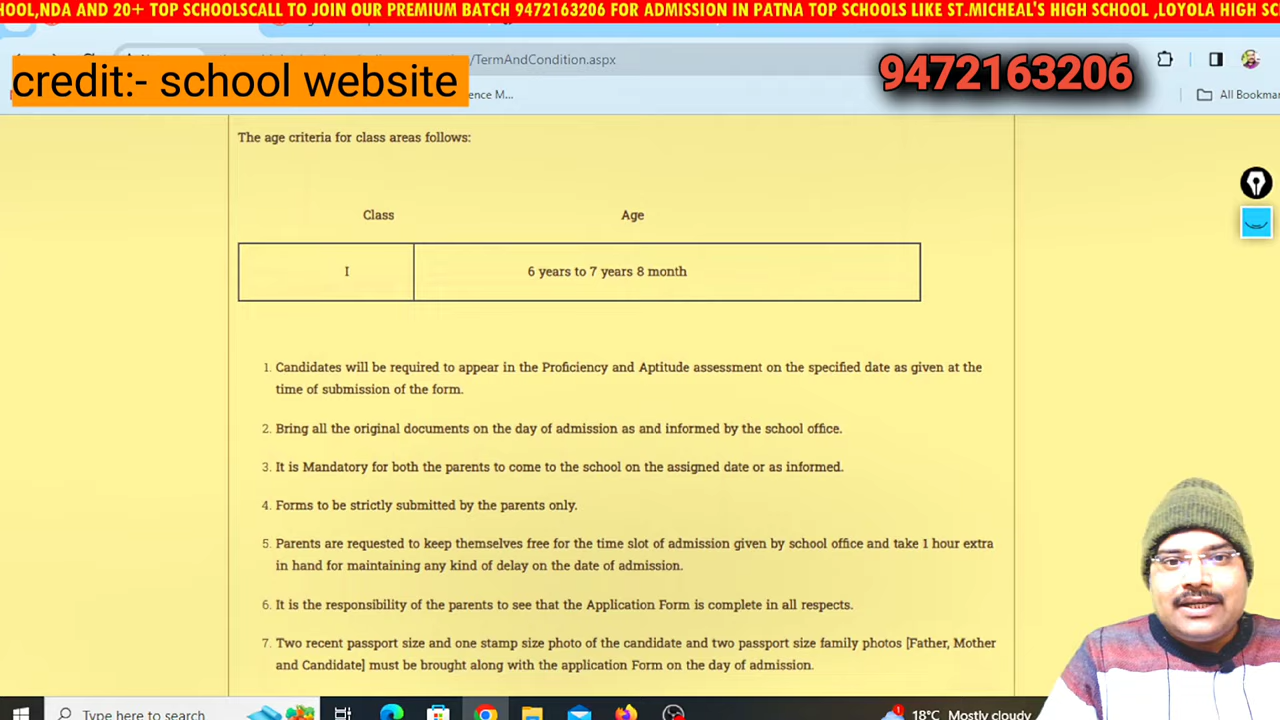 HOOL,NDA AND 20+ TOP SCHOOLSCALL TO JOIN OUR PREMIUM BATCH 9472163206 FOR ADMISSION IN PATNA TOP SCHOOLS LIKE ST.MICHEAL'S HIGH SCHOOL ,LOYOLA HIGH SC
/TermAndCondition.aspx
credit:- school website
9472163206
ence M...
All Bookmar
The age criteria for class areas follows:
Class Age
I 6 years to 7 years 8 month
1. Candidates will be required to appear in the Proficiency and Aptitude assessment on the specified date as given at the
time of submission of the form.
2. Bring all the original documents on the day of admission as and informed by the school office.
3. It is Mandatory for both the parents to come to the school on the assigned date or as informed.
4. Forms to be strictly submitted by the parents only.
5. Parents are requested to keep themselves free for the time slot of admission given by school office and take 1 hour extra
in hand for maintaining any kind of delay on the date of admission.
6. It is the responsibility of the parents to see that the Application Form is complete in all respects.
7. Two recent passport size and one stamp size photo of the candidate and two passport size family photos [Father, Mother
and Candidate] must be brought along with the application Form on the day of admission.
Type here to search
1
18°C Mostly cloudy